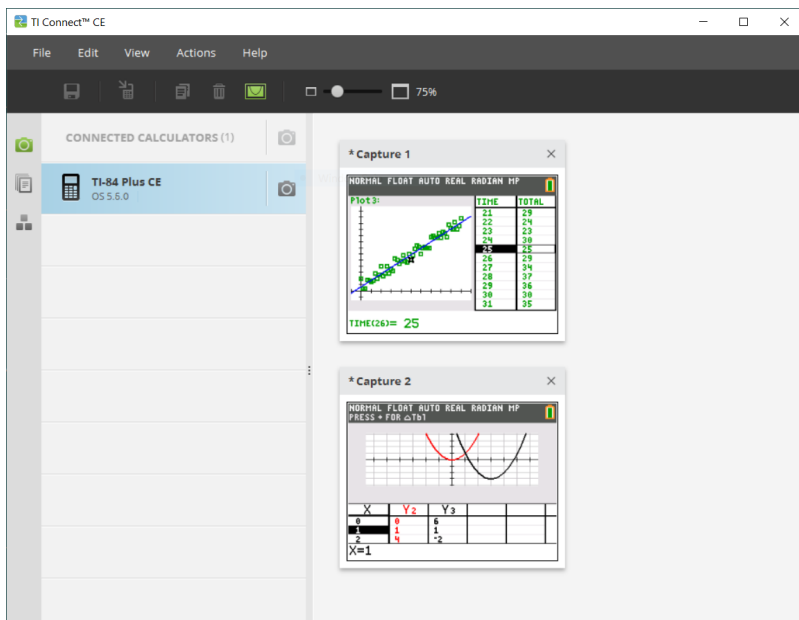 TI Connect™ CE
File Edit View Actions Help
75%
CONNECTED CALCULATORS (1)
TI-84 Plus CE
OS 5.6.0
*Capture 1
NORMAL FLOAT AUTO REAL RADIAN MP
Plot3:
TIME TOTAL
21 29
22 24
23 23
24 30
25 25
26 29
27 34
28 37
29 36
30 30
31 35
TIME(26)= 25
*Capture 2
NORMAL FLOAT AUTO REAL RADIAN MP
PRESS + FOR △Tbl
X Y2 Y3
0 0 6
1 1 1
2 4 -2
X=1